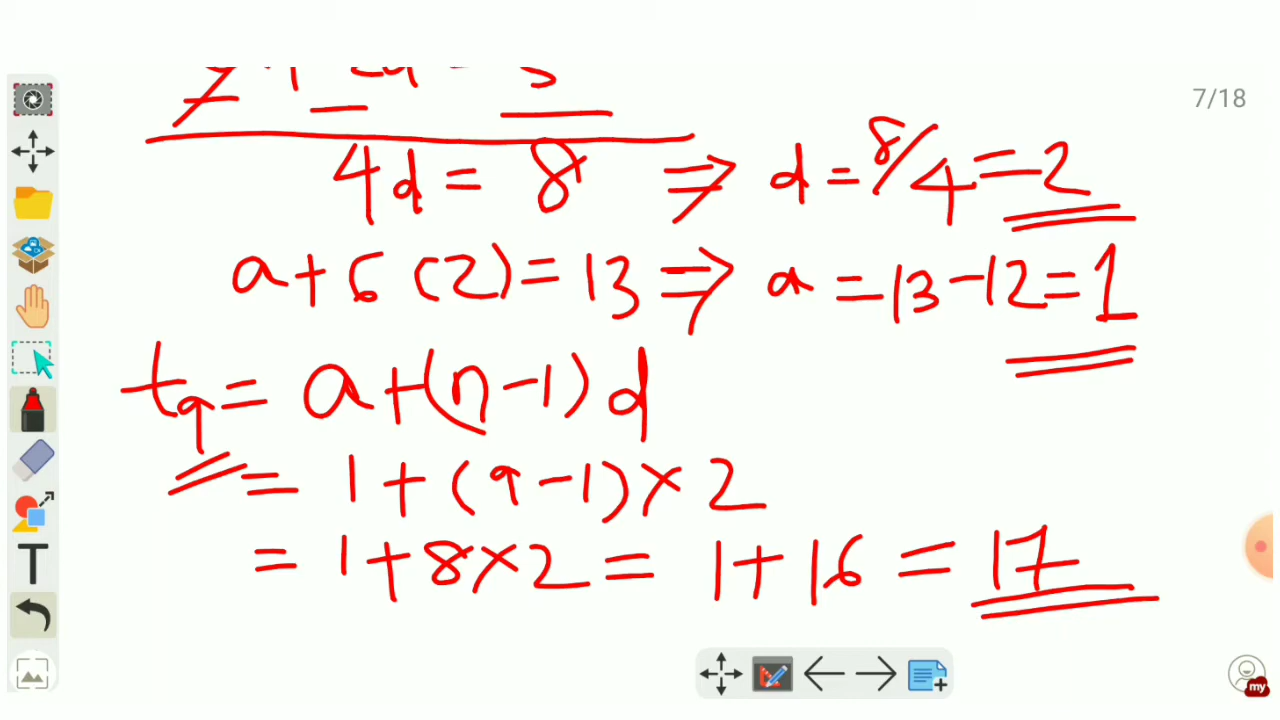 7/18
4d = 8 ⇒ d = 8/4 = 2
a + 6 (2) = 13 ⇒ a = 13 - 12 = 1
t₉ = a + (n - 1) d
= 1 + (9 - 1) × 2
= 1 + 8 × 2 = 1 + 16 = 17
T
my